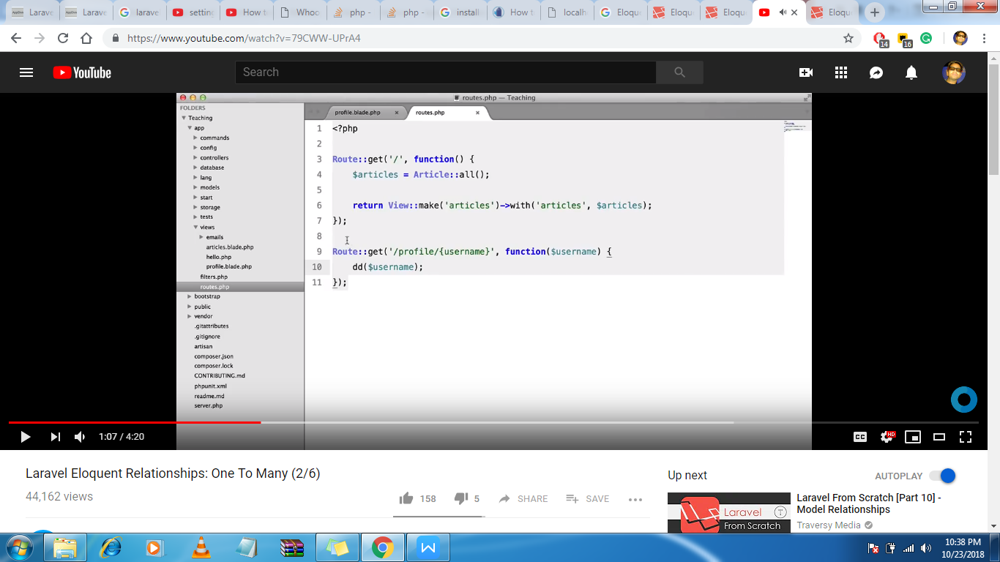 Larave
Larave
larave
setting
How to
Whoo
php -
php -
install
How t
localh
Eloque
Eloque
Eloque
Eloqu
https://www.youtube.com/watch?v=79CWW-UPrA4
14
16
YouTube
Search
routes.php — Teaching
FOLDERS
Teaching
app
commands
config
controllers
database
lang
models
start
storage
tests
views
emails
articles.blade.php
hello.php
profile.blade.php
filters.php
routes.php
bootstrap
public
vendor
.gitattributes
.gitignore
artisan
composer.json
composer.lock
CONTRIBUTING.md
phpunit.xml
readme.md
server.php
profile.blade.php
routes.php
1 <?php
2
3 Route::get('/', function() {
4 $articles = Article::all();
5
6 return View::make('articles')->with('articles', $articles);
7 });
8
9 Route::get('/profile/{username}', function($username) {
10 dd($username);
11 });
1:07 / 4:20
CC
HD
Laravel Eloquent Relationships: One To Many (2/6)
44,162 views
158
5
SHARE
SAVE
Up next
AUTOPLAY
Laravel
From Scratch
Laravel From Scratch [Part 10] -
Model Relationships
Traversy Media
W
10:38 PM
10/23/2018